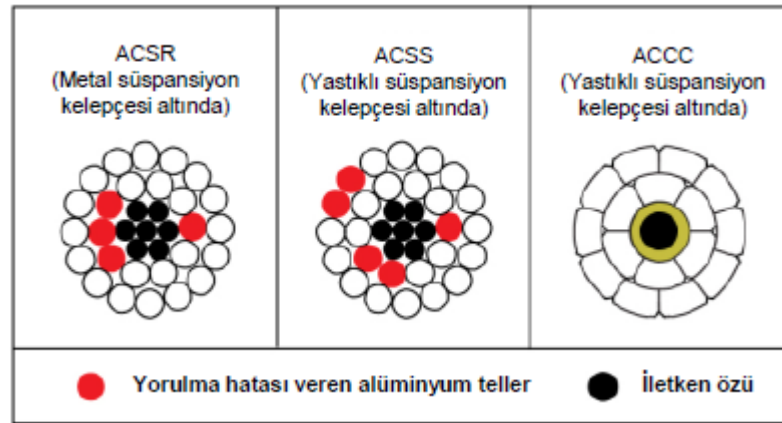 ACSR
(Metal süspansiyon
kelepçesi altında)
ACSS
(Yastıklı süspansiyon
kelepçesi altında)
ACCC
(Yastıklı süspansiyon
kelepçesi altında)
Yorulma hatası veren alüminyum teller
İletken özü